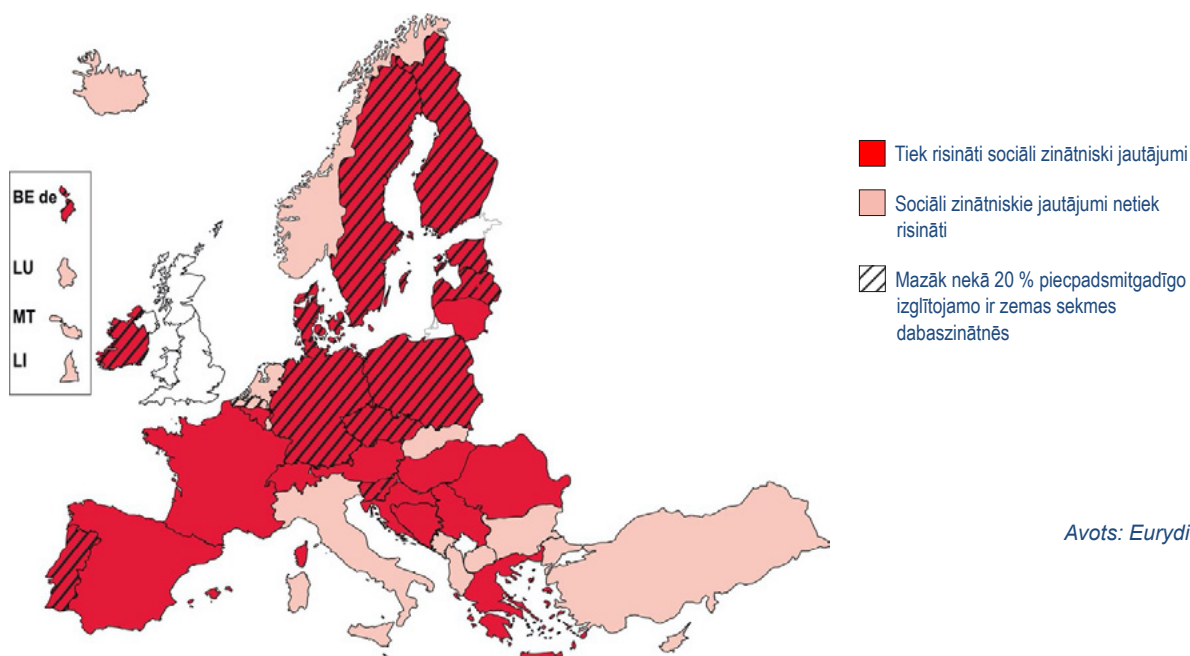 BE de
LU
MT
LI
Tiek risināti sociāli zinātniski jautājumi
Sociāli zinātniskie jautājumi netiek
risināti
Mazāk nekā 20 % piecpadsmitgadīgo
izglītojamo ir zemas sekmes
dabaszinātnēs
Avots: Eurydi